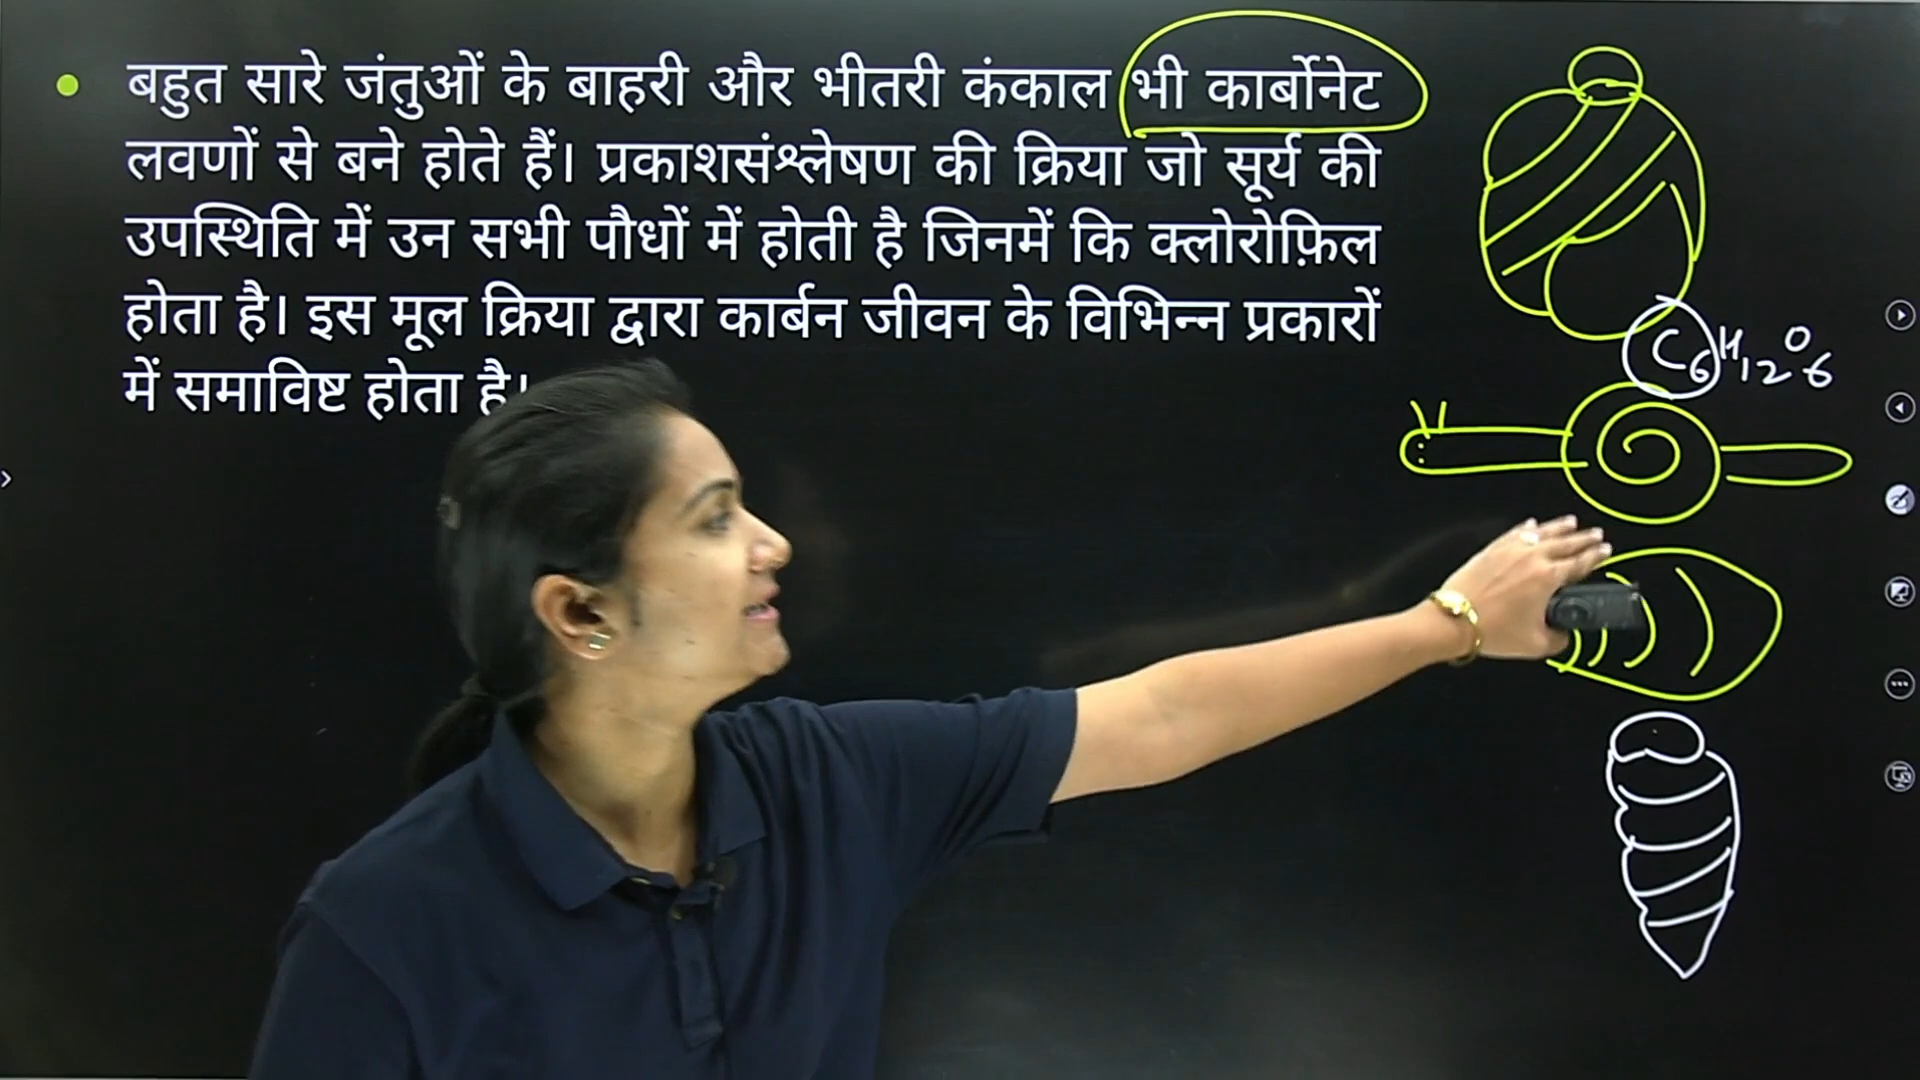 बहुत सारे जंतुओं के बाहरी और भीतरी कंकाल भी कार्बोनेट
लवणों से बने होते हैं। प्रकाशसंश्लेषण की क्रिया जो सूर्य की
उपस्थिति में उन सभी पौधों में होती है जिनमें कि क्लोरोफ़िल
होता है। इस मूल क्रिया द्वारा कार्बन जीवन के विभिन्न प्रकारों
में समाविष्ट होता है।
C6H12O6